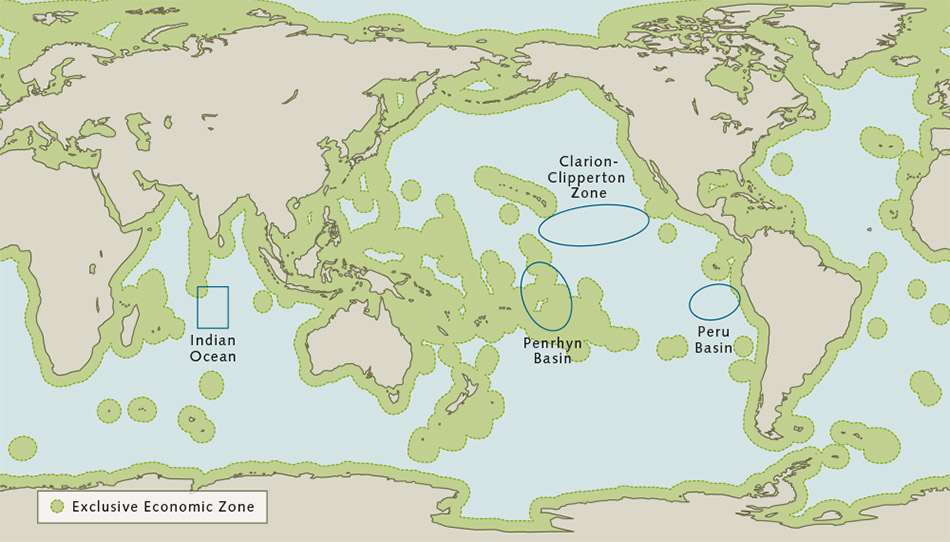 Clarion-
Clipperton
Zone
Indian
Ocean
Penrhyn
Basin
Peru
Basin
Exclusive Economic Zone